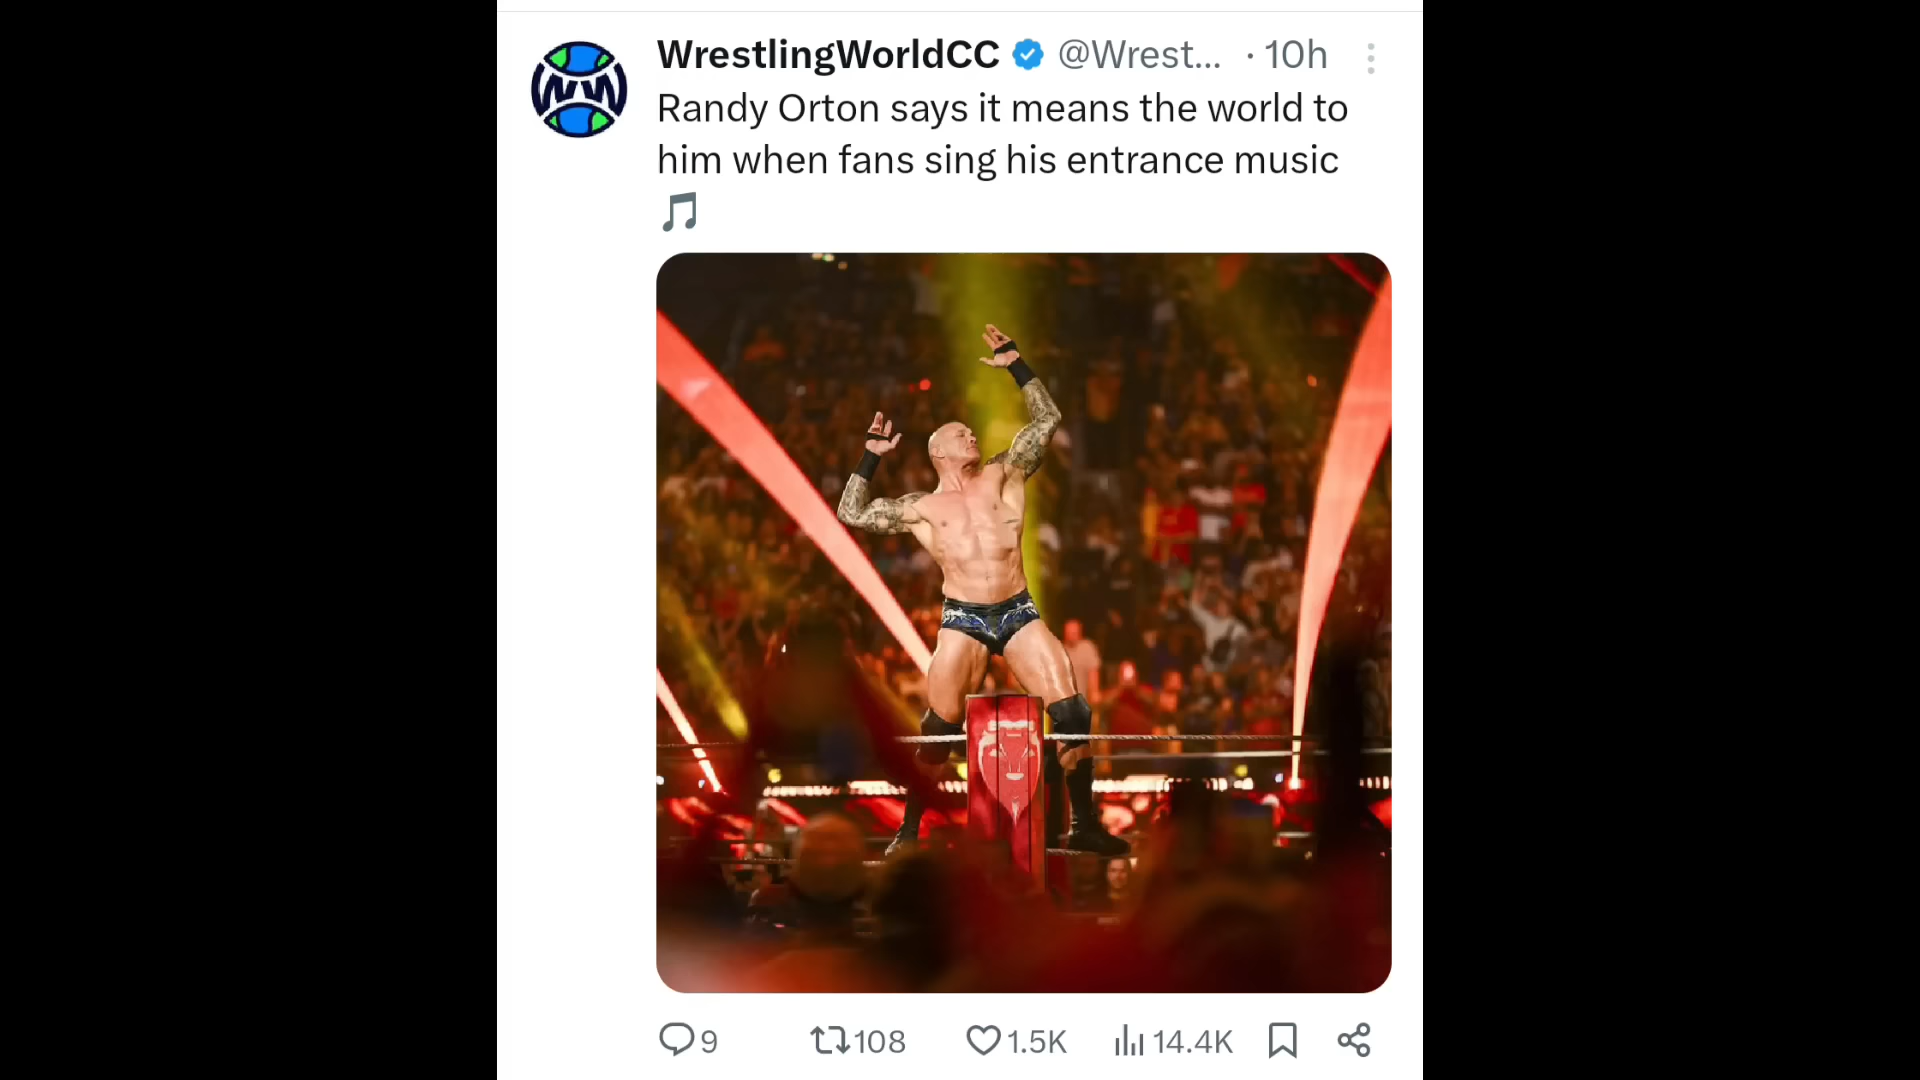 WrestlingWorldCC @Wrest... · 10h
Randy Orton says it means the world to
him when fans sing his entrance music
🎵
9 108 1.5K 14.4K